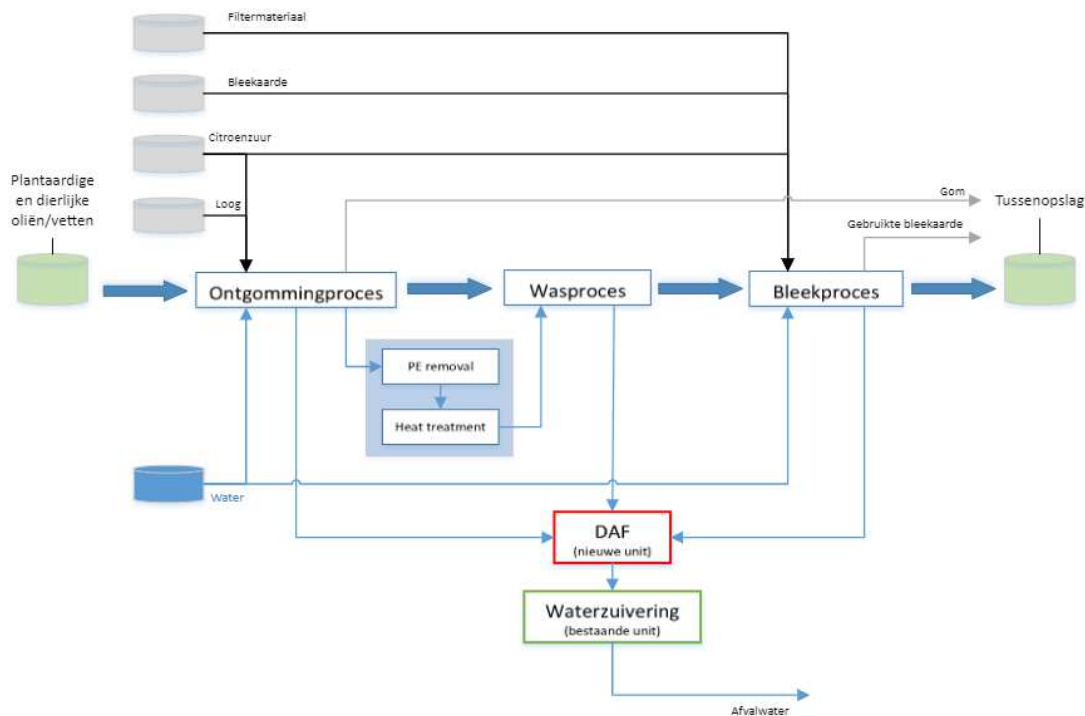 Filtermateriaal
Bleekaarde
Citroenzuur
Loog
Plantaardige
en dierlijke
oliën/vetten
Gom
Gebruikte bleekaarde
Tussenopslag
Ontgommingproces
Wasproces
Bleekproces
PE removal
Heat treatment
Water
DAF
(nieuwe unit)
Waterzuivering
(bestaande unit)
Afvalwater